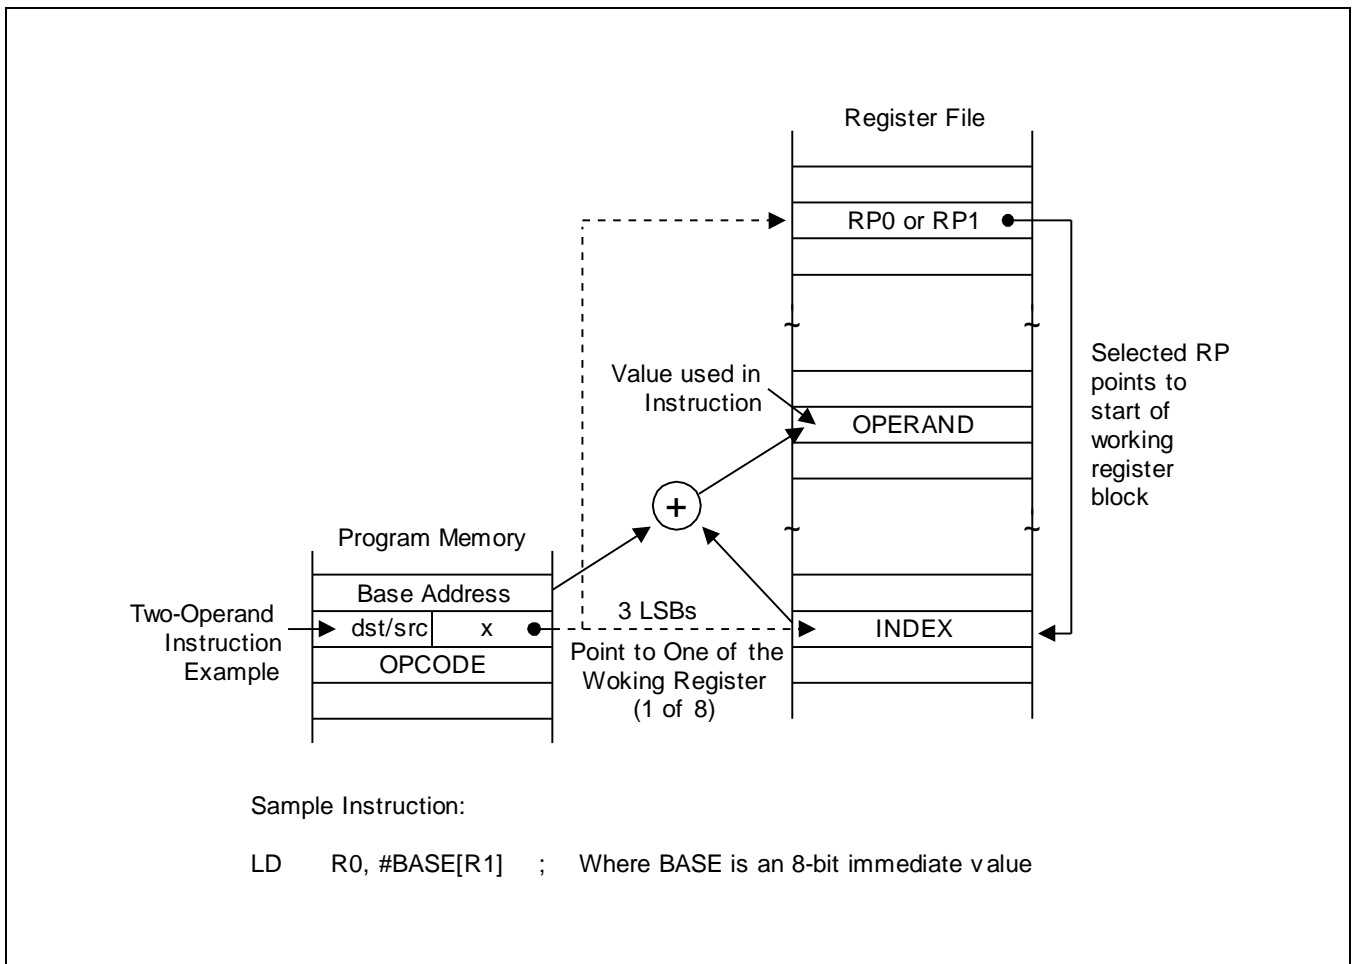 Register File
RP0 or RP1
Selected RP
points to
start of
working
register
block
Value used in
Instruction
OPERAND
+
Program Memory
Base Address
Two-Operand
Instruction
Example
dst/src
x
3 LSBs
INDEX
OPCODE
Point to One of the
Woking Register
(1 of 8)
~
~
~
~
Sample Instruction:
LD R0, #BASE[R1] ; Where BASE is an 8-bit immediate value